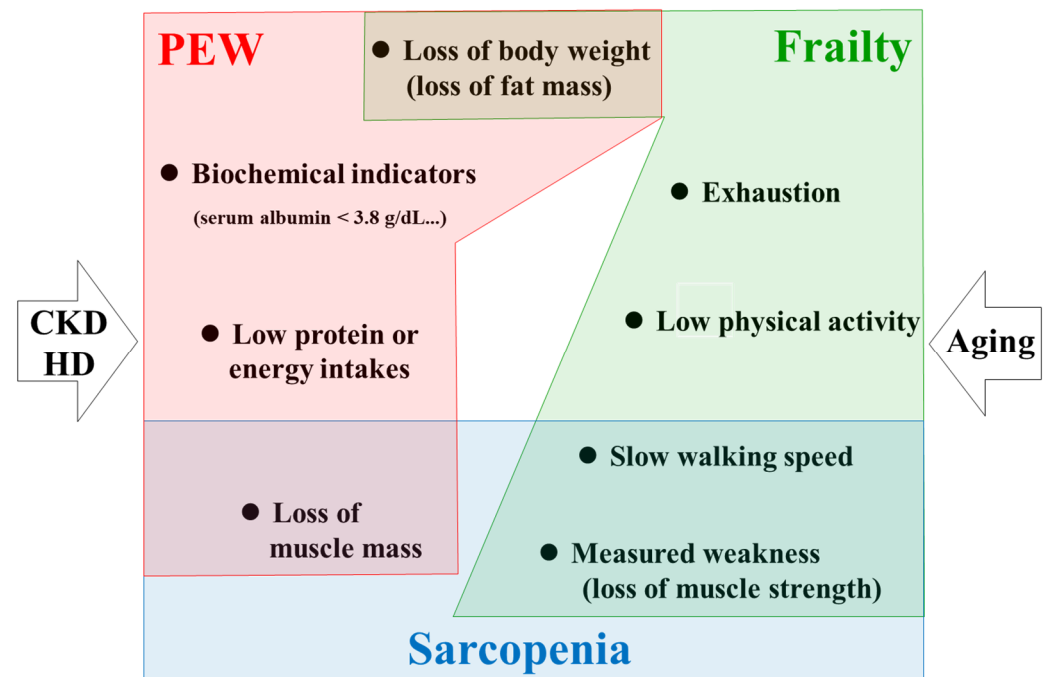 PEW
● Loss of body weight
(loss of fat mass)
Frailty
● Biochemical indicators
(serum albumin < 3.8 g/dL...)
● Exhaustion
CKD
HD
● Low protein or
energy intakes
● Low physical activity
Aging
● Slow walking speed
● Loss of
muscle mass
● Measured weakness
(loss of muscle strength)
Sarcopenia